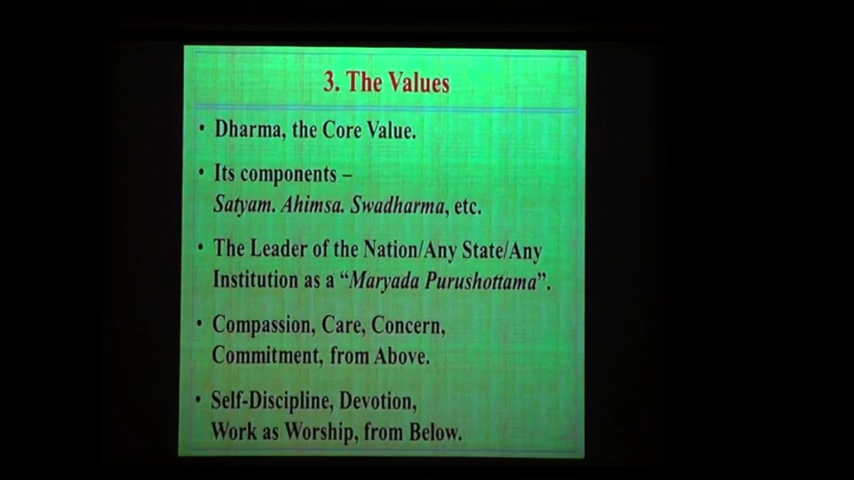 3. The Values
• Dharma, the Core Value.
• Its components –
Satyam. Ahimsa. Swadharma, etc.
• The Leader of the Nation/Any State/Any
Institution as a “Maryada Purushottama”.
• Compassion, Care, Concern,
Commitment, from Above.
• Self-Discipline, Devotion,
Work as Worship, from Below.